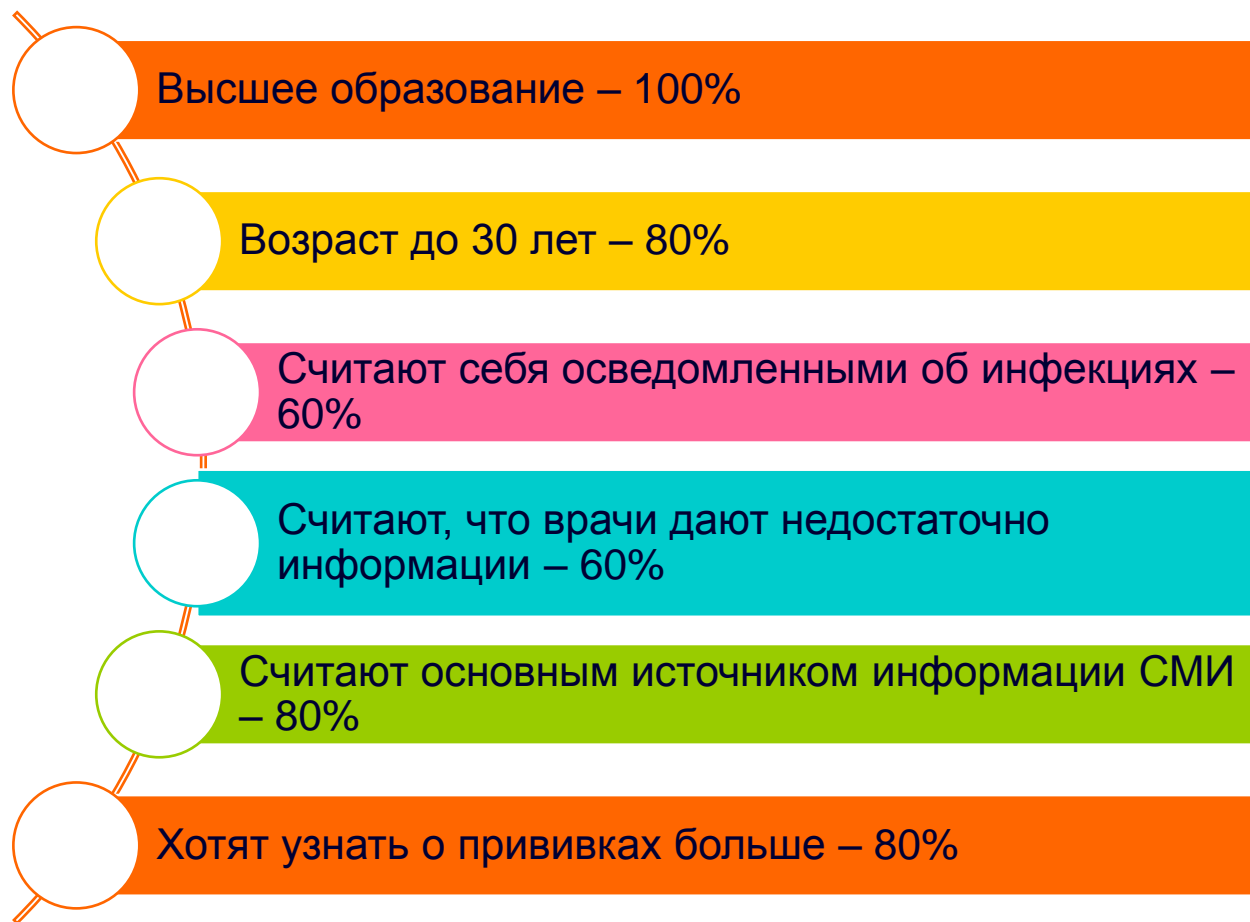 Высшее образование – 100%
Возраст до 30 лет – 80%
Считают себя осведомленными об инфекциях –
60%
Считают, что врачи дают недостаточно
информации – 60%
Считают основным источником информации СМИ
– 80%
Хотят узнать о прививках больше – 80%